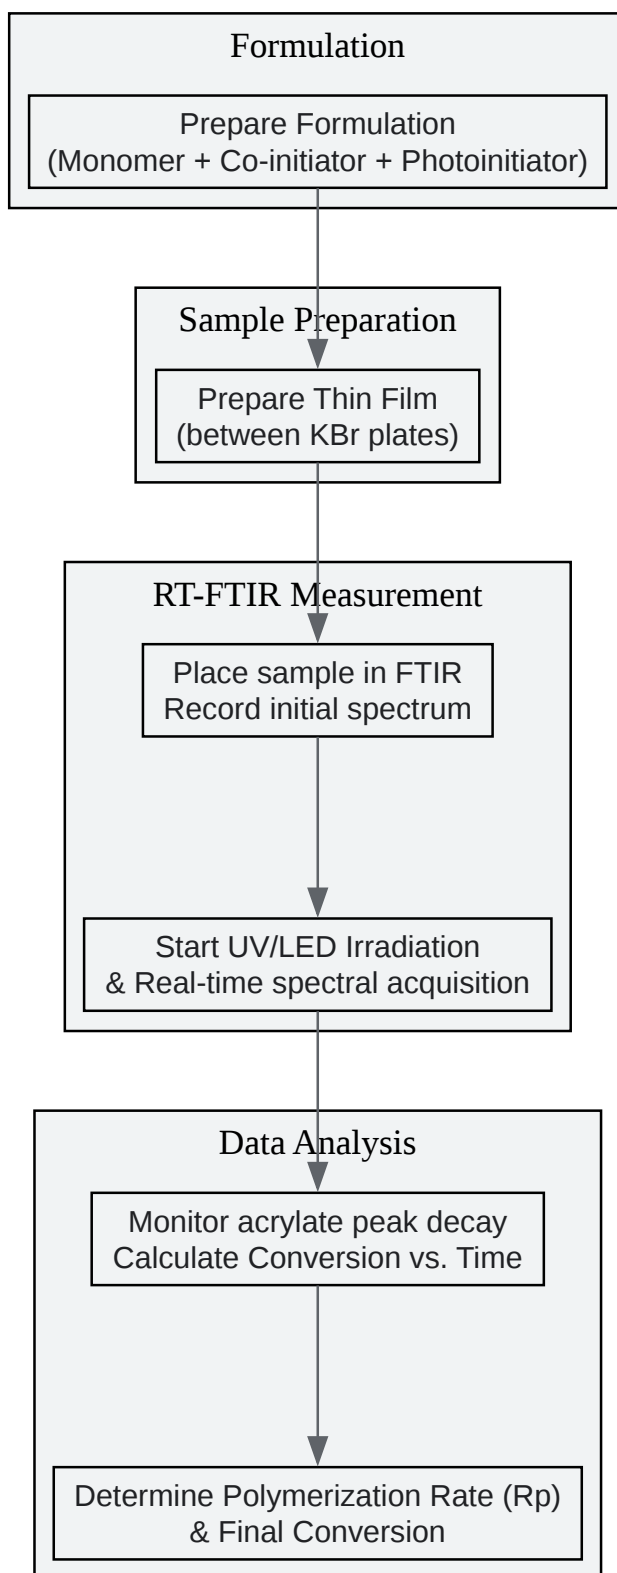 Formulation
Prepare Formulation
(Monomer + Co-initiator + Photoinitiator)
Sample Preparation
Prepare Thin Film
(between KBr plates)
RT-FTIR Measurement
Place sample in FTIR
Record initial spectrum
Start UV/LED Irradiation
& Real-time spectral acquisition
Data Analysis
Monitor acrylate peak decay
Calculate Conversion vs. Time
Determine Polymerization Rate (Rp)
& Final Conversion